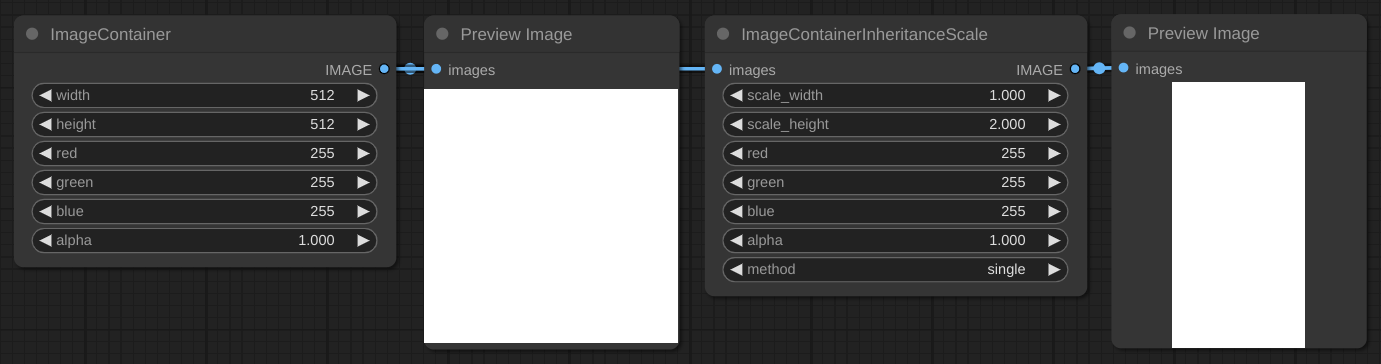 ImageContainer
IMAGE
width 512
height 512
red 255
green 255
blue 255
alpha 1.000
Preview Image
images
ImageContainerInheritanceScale
images IMAGE
scale_width 1.000
scale_height 2.000
red 255
green 255
blue 255
alpha 1.000
method single
Preview Image
images